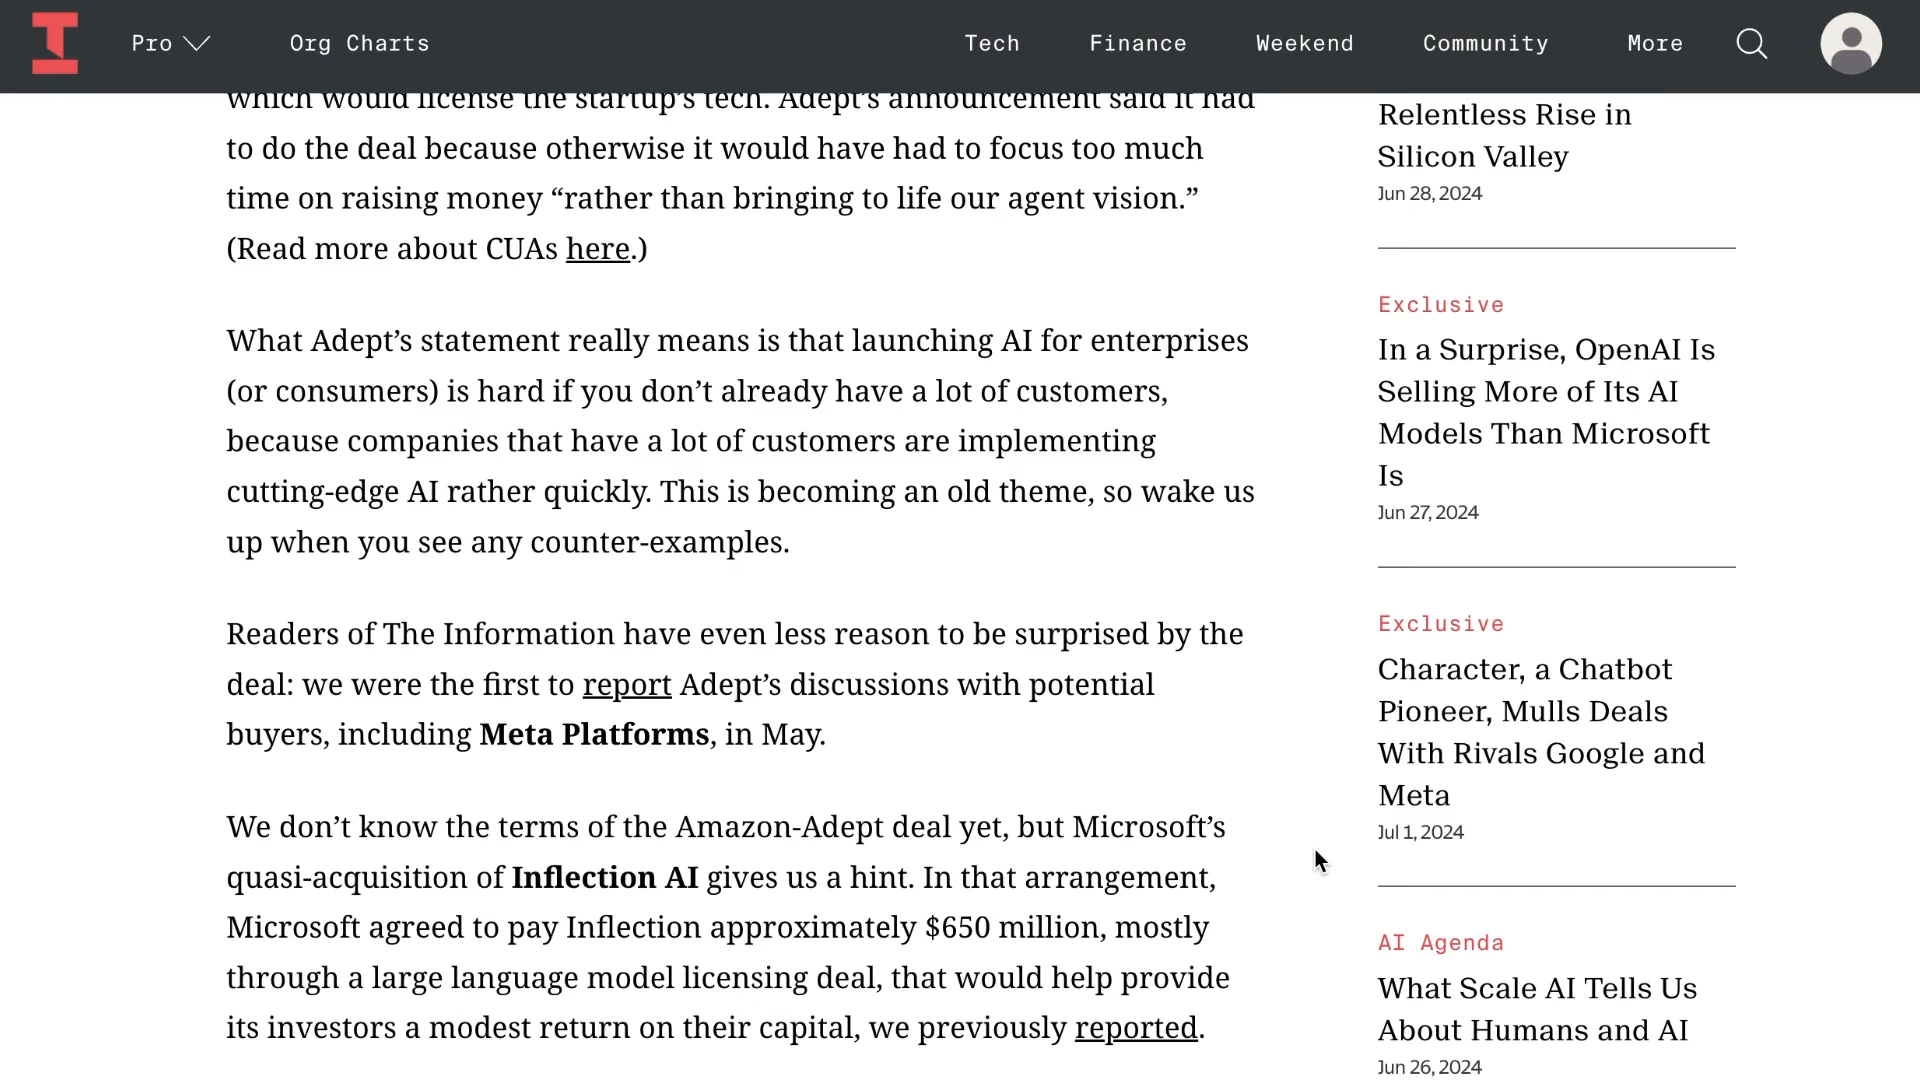 Pro
Org Charts
Tech
Finance
Weekend
Community
More
which would license the startup’s tech. Adept’s announcement said it had
to do the deal because otherwise it would have had to focus too much
time on raising money “rather than bringing to life our agent vision.”
(Read more about CUAs here.)
What Adept’s statement really means is that launching AI for enterprises
(or consumers) is hard if you don’t already have a lot of customers,
because companies that have a lot of customers are implementing
cutting-edge AI rather quickly. This is becoming an old theme, so wake us
up when you see any counter-examples.
Readers of The Information have even less reason to be surprised by the
deal: we were the first to report Adept’s discussions with potential
buyers, including Meta Platforms, in May.
We don’t know the terms of the Amazon-Adept deal yet, but Microsoft’s
quasi-acquisition of Inflection AI gives us a hint. In that arrangement,
Microsoft agreed to pay Inflection approximately $650 million, mostly
through a large language model licensing deal, that would help provide
its investors a modest return on their capital, we previously reported.
Relentless Rise in
Silicon Valley
Jun 28, 2024
Exclusive
In a Surprise, OpenAI Is
Selling More of Its AI
Models Than Microsoft
Is
Jun 27, 2024
Exclusive
Character, a Chatbot
Pioneer, Mulls Deals
With Rivals Google and
Meta
Jul 1, 2024
AI Agenda
What Scale AI Tells Us
About Humans and AI
Jun 26, 2024